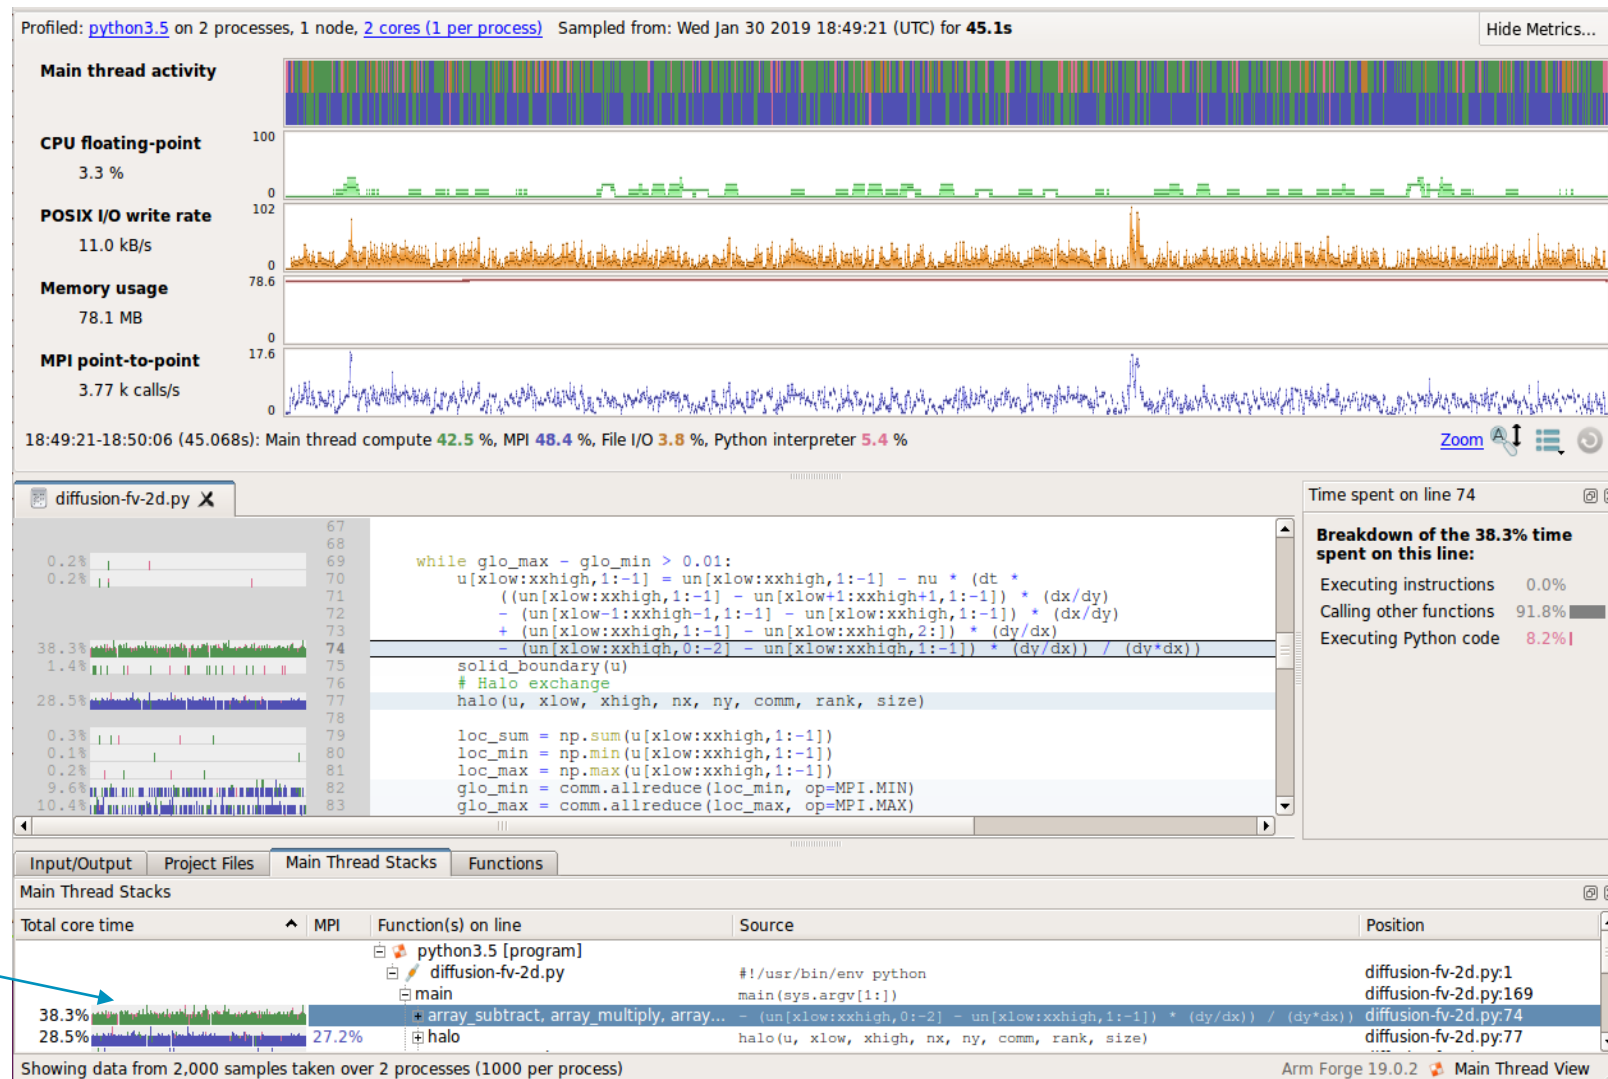 Profiled: python3.5 on 2 processes, 1 node, 2 cores (1 per process) Sampled from: Wed Jan 30 2019 18:49:21 (UTC) for 45.1s
Hide Metrics...
Main thread activity
CPU floating-point
3.3 %
100
0
POSIX I/O write rate
11.0 kB/s
102
0
Memory usage
78.1 MB
78.6
0
MPI point-to-point
3.77 k calls/s
17.6
0
18:49:21-18:50:06 (45.068s): Main thread compute 42.5 %, MPI 48.4 %, File I/O 3.8 %, Python interpreter 5.4 %
Zoom
diffusion-fv-2d.py
67
68
0.2% 69 while glo_max - glo_min > 0.01:
0.2% 70 u[xlow:xxhigh,1:-1] = un[xlow:xxhigh,1:-1] - nu * (dt *
71 ((un[xlow:xxhigh,1:-1] - un[xlow+1:xxhigh+1,1:-1]) * (dx/dy)
72 - (un[xlow-1:xxhigh-1,1:-1] - un[xlow:xxhigh,1:-1]) * (dx/dy)
73 + (un[xlow:xxhigh,1:-1] - un[xlow:xxhigh,2:]) * (dy/dx)
38.3% 74 - (un[xlow:xxhigh,0:-2] - un[xlow:xxhigh,1:-1]) * (dy/dx)) / (dy*dx))
1.4% 75 solid_boundary(u)
76 # Halo exchange
28.5% 77 halo(u, xlow, xhigh, nx, ny, comm, rank, size)
78
0.3% 79 loc_sum = np.sum(u[xlow:xxhigh,1:-1])
0.1% 80 loc_min = np.min(u[xlow:xxhigh,1:-1])
0.2% 81 loc_max = np.max(u[xlow:xxhigh,1:-1])
9.6% 82 glo_min = comm.allreduce(loc_min, op=MPI.MIN)
10.4% 83 glo_max = comm.allreduce(loc_max, op=MPI.MAX)
Time spent on line 74
Breakdown of the 38.3% time
spent on this line:
Executing instructions 0.0%
Calling other functions 91.8%
Executing Python code 8.2%
Input/Output Project Files Main Thread Stacks Functions
Main Thread Stacks
Total core time MPI Function(s) on line Source Position
python3.5 [program]
diffusion-fv-2d.py #!/usr/bin/env python diffusion-fv-2d.py:1
main main(sys.argv[1:]) diffusion-fv-2d.py:169
38.3% array_subtract, array_multiply, array... - (un[xlow:xxhigh,0:-2] - un[xlow:xxhigh,1:-1]) * (dy/dx)) / (dy*dx)) diffusion-fv-2d.py:74
28.5% 27.2% halo halo(u, xlow, xhigh, nx, ny, comm, rank, size) diffusion-fv-2d.py:77
Showing data from 2,000 samples taken over 2 processes (1000 per process)
Arm Forge 19.0.2 Main Thread View